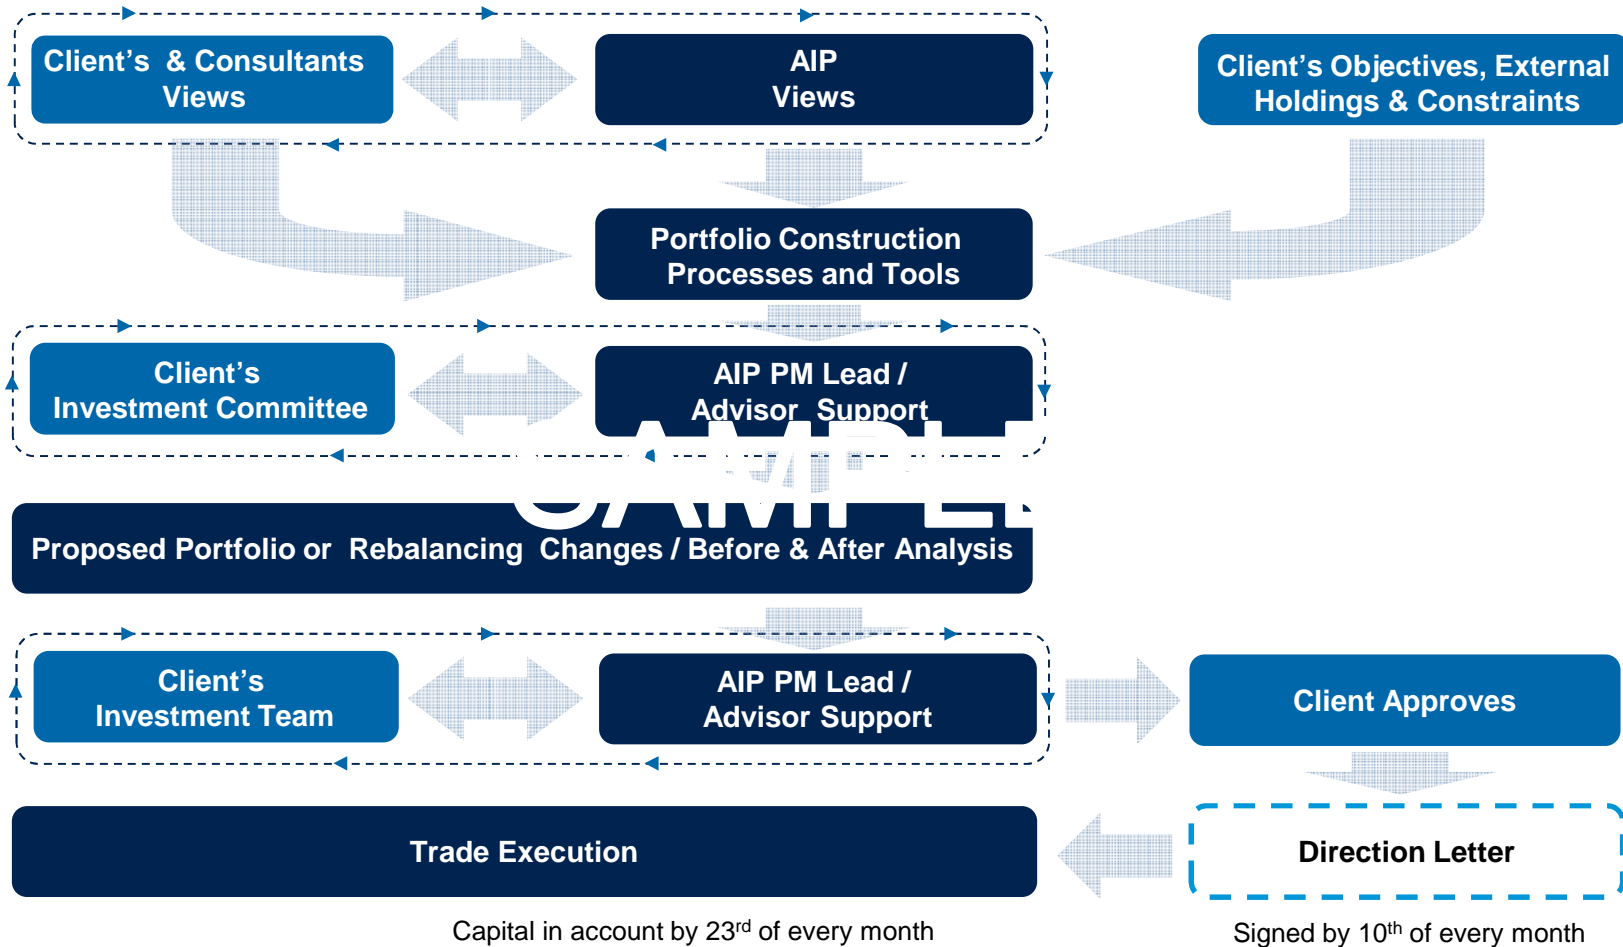 Client’s & Consultants
Views
AIP
Views
Client’s Objectives, External
Holdings & Constraints
Portfolio Construction
Processes and Tools
Client’s
Investment Committee
AIP PM Lead /
Advisor Support
SAMPLE
Proposed Portfolio or Rebalancing Changes / Before & After Analysis
Client’s
Investment Team
AIP PM Lead /
Advisor Support
Client Approves
Trade Execution
Direction Letter
Capital in account by 23rd of every month
Signed by 10th of every month